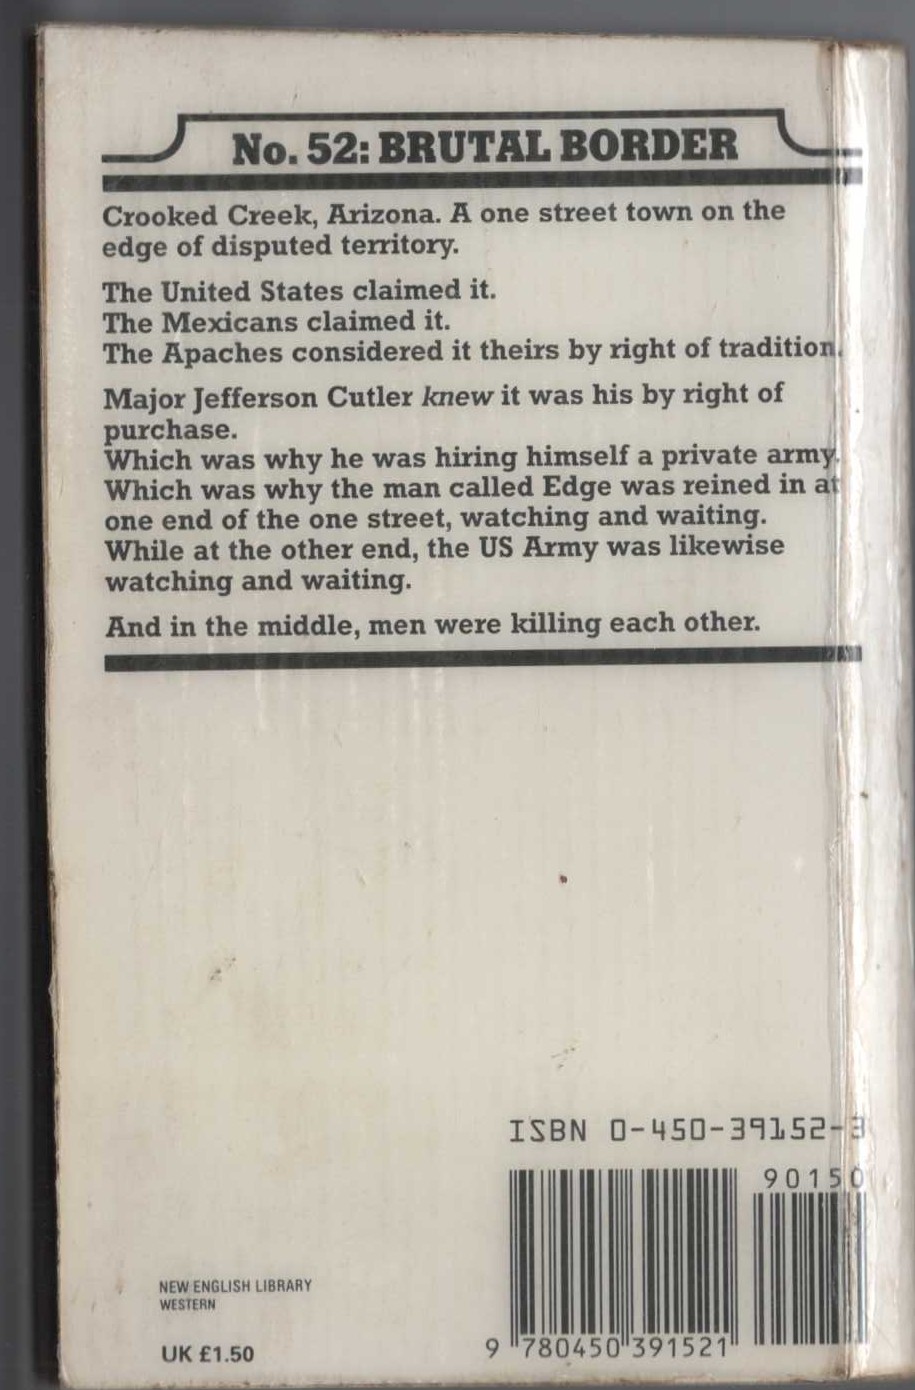 No. 52: BRUTAL BORDER
Crooked Creek, Arizona. A one street town on the
edge of disputed territory.
The United States claimed it.
The Mexicans claimed it.
The Apaches considered it theirs by right of tradition.
Major Jefferson Cutler knew it was his by right of
purchase.
Which was why he was hiring himself a private army.
Which was why the man called Edge was reined in at
one end of the one street, watching and waiting.
While at the other end, the US Army was likewise
watching and waiting.
And in the middle, men were killing each other.
ISBN 0-450-39152-3
90150
9 780450 391521
NEW ENGLISH LIBRARY
WESTERN
UK £1.50